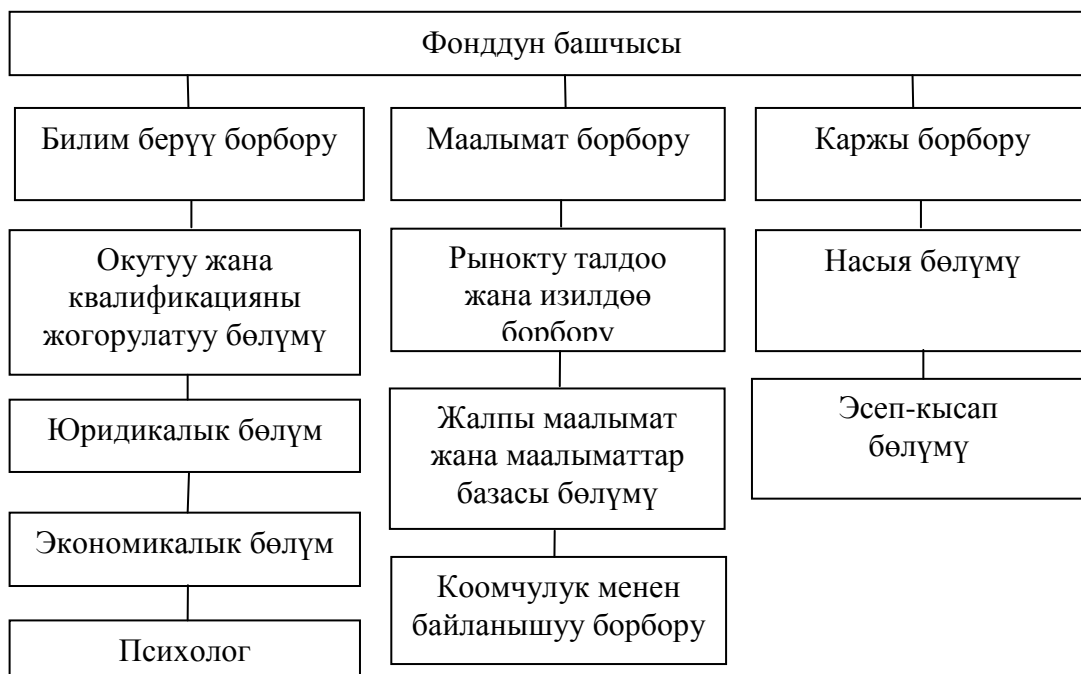 Фонддун башчысы
Билим берүү борбору
Маалымат борбору
Каржы борбору
Окутуу жана
квалификацияны
жогорулатуу бөлүмү
Рынокту талдоо
жана изилдөө
борбору
Насыя бөлүмү
Юридикалык бөлүм
Жалпы маалымат
жана маалыматтар
базасы бөлүмү
Эсеп-кысап
бөлүмү
Экономикалык бөлүм
Коомчулук менен
байланышуу борбору
Психолог